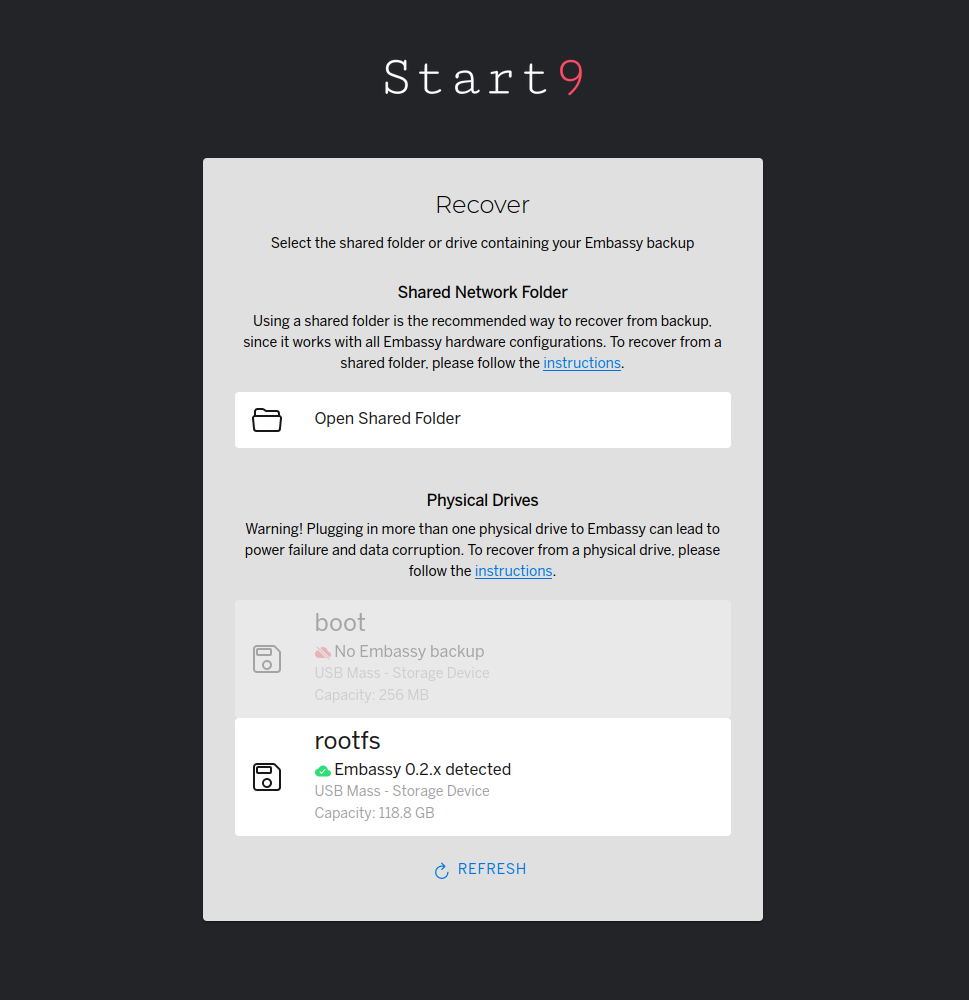 Start9
Recover
Select the shared folder or drive containing your Embassy backup
Shared Network Folder
Using a shared folder is the recommended way to recover from backup,
since it works with all Embassy hardware configurations. To recover from a
shared folder, please follow the instructions.
Open Shared Folder
Physical Drives
Warning! Plugging in more than one physical drive to Embassy can lead to
power failure and data corruption. To recover from a physical drive, please
follow the instructions.
boot
No Embassy backup
USB Mass - Storage Device
Capacity: 256 MB
rootfs
Embassy 0.2.x detected
USB Mass - Storage Device
Capacity: 118.8 GB
REFRESH